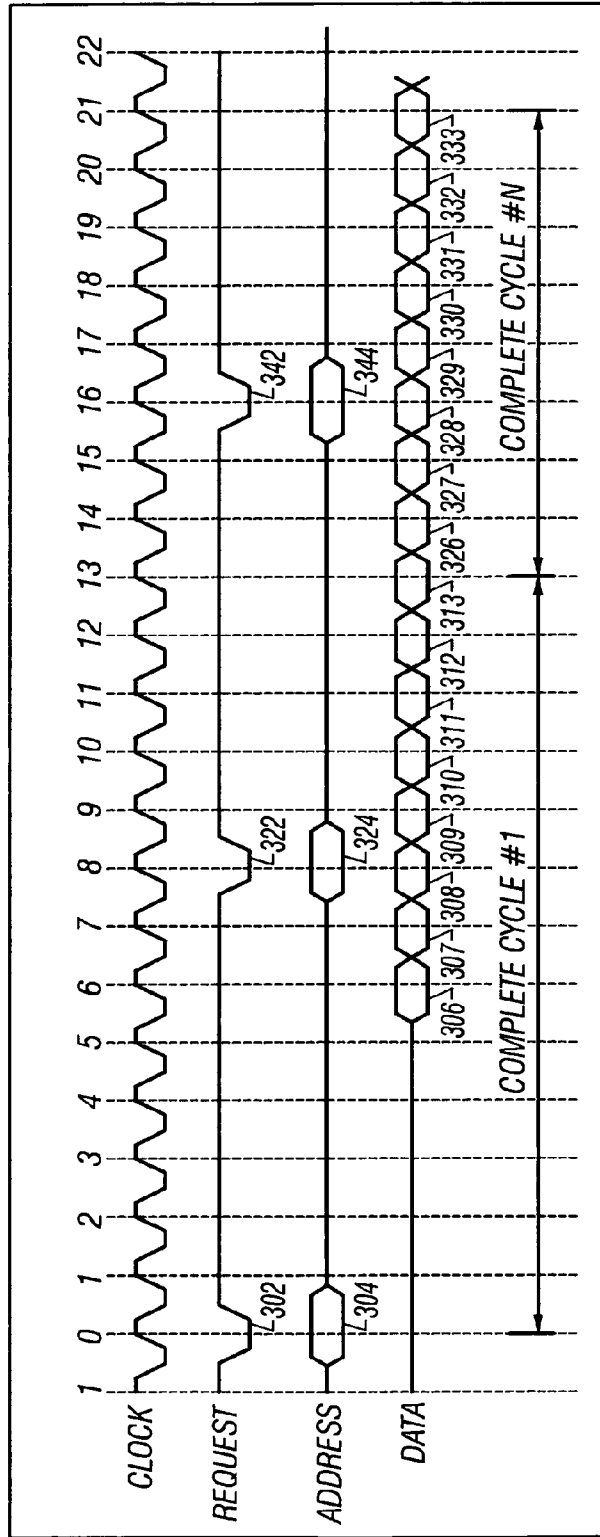 1 0 1 2 3 4 5 6 7 8 9 10 11 12 13 14 15 16 17 18 19 20 21 22
CLOCK
REQUEST
302 322 342
ADDRESS
304 324 344
DATA
306 307 308 309 310 311 312 313 326 327 328 329 330 331 332 333
COMPLETE CYCLE #1 COMPLETE CYCLE #N